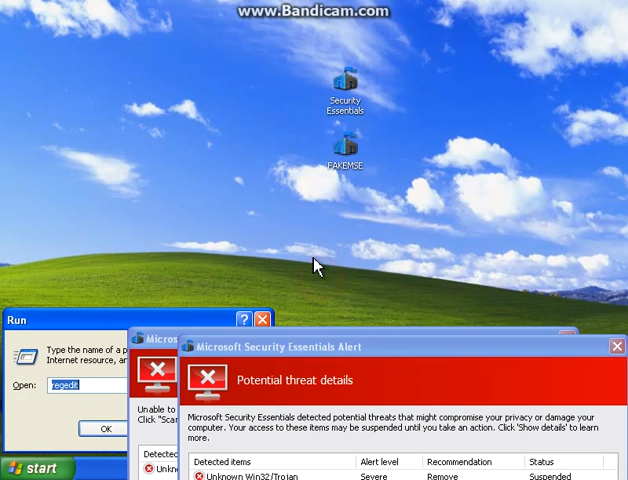 www.Bandicam.com
Security
Essentials
FAKEMSE
Run
Type the name of a p
Internet resource, an
Open:
regedit
OK
Microso
Unable to
Click "Scan
Detected
Unkn
Microsoft Security Essentials Alert
Potential threat details
Microsoft Security Essentials detected potential threats that might compromise your privacy or damage your
computer. Your access to these items may be suspended until you take an action. Click 'Show details' to learn
more.
Detected items Alert level Recommendation Status
Unknown Win32/Trojan Severe Remove Suspended
start